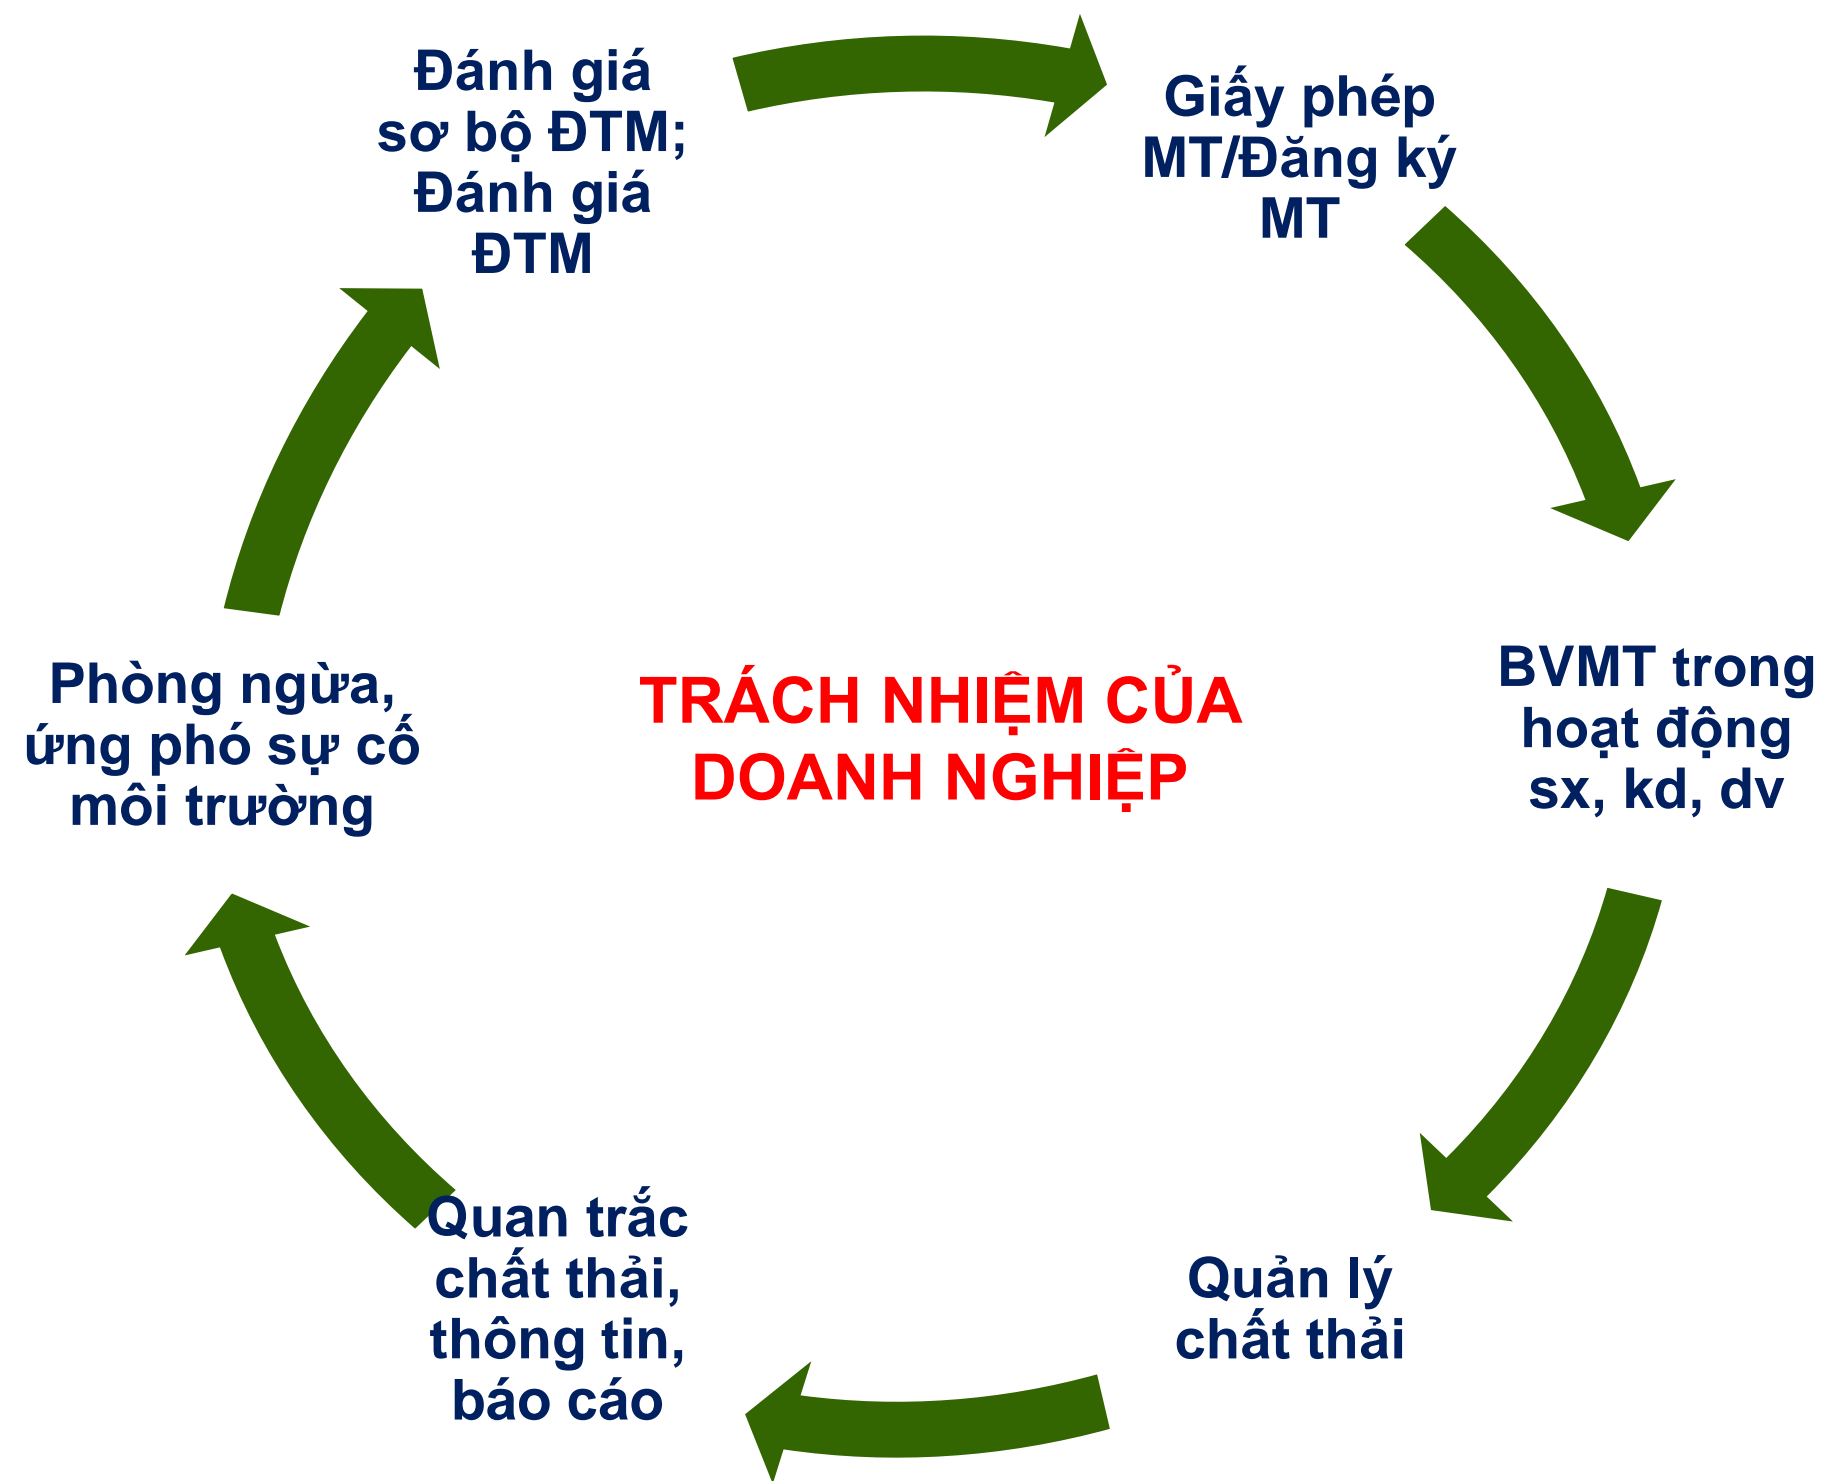 Đánh giá
sơ bộ ĐTM;
Đánh giá
ĐTM
Giấy phép
MT/Đăng ký
MT
BVMT trong
hoạt động
sx, kd, dv
Quản lý
chất thải
Quan trắc
chất thải,
thông tin,
báo cáo
Phòng ngừa,
ứng phó sự cố
môi trường
TRÁCH NHIỆM CỦA
DOANH NGHIỆP